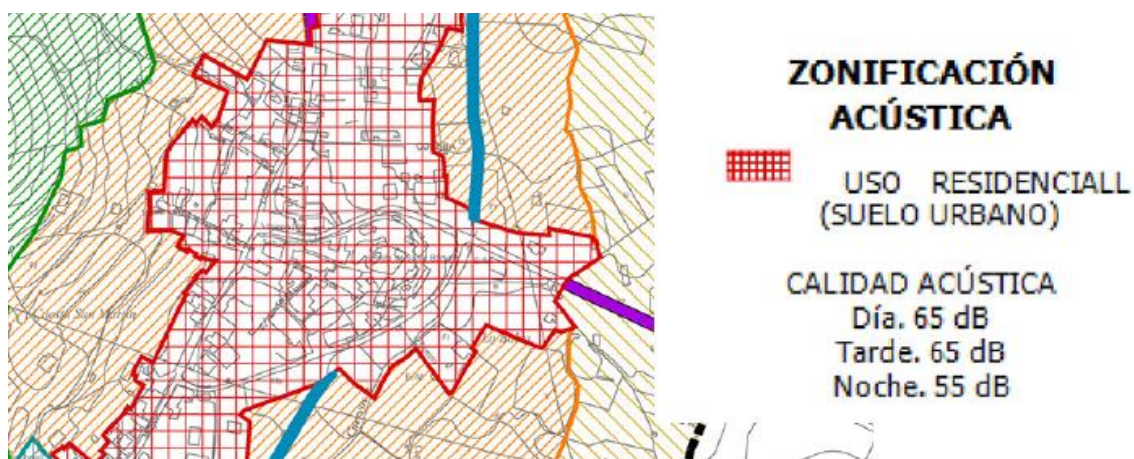 ZONIFICACIÓN
ACÚSTICA
USO RESIDENCIALL
(SUELO URBANO)
CALIDAD ACÚSTICA
Día. 65 dB
Tarde. 65 dB
Noche. 55 dB